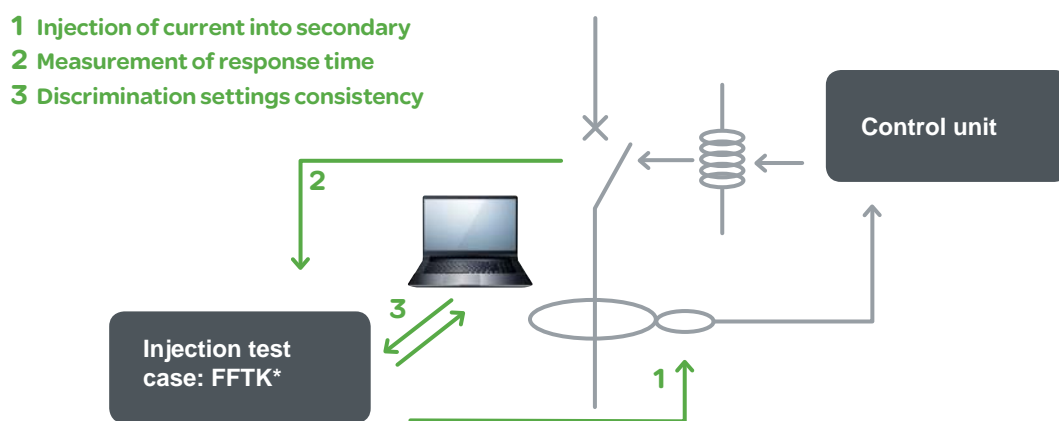 1 Injection of current into secondary
2 Measurement of response time
3 Discrimination settings consistency
Control unit
2
3
Injection test
case: FFTK*
1